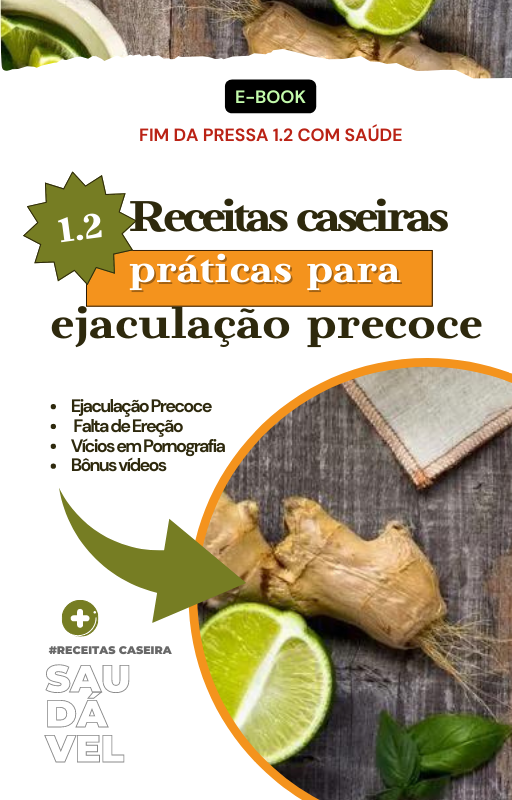 E-BOOK
FIM DA PRESSA 1.2 COM SAÚDE
1.2
Receitas caseiras
práticas para
ejaculação precoce
• Ejaculação Precoce
• Falta de Ereção
• Vícios em Pornografia
• Bônus vídeos
#RECEITAS CASEIRA
SAU
DÁ
VEL